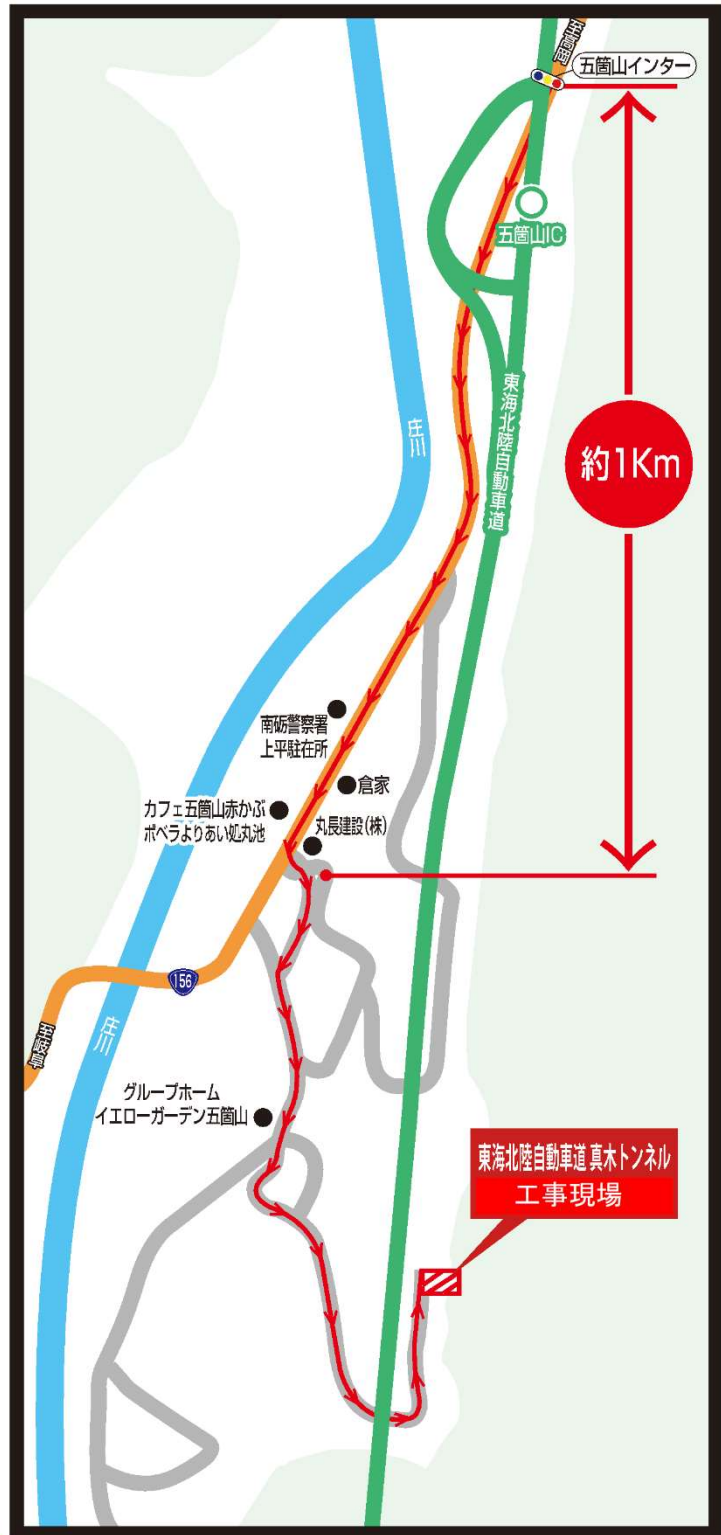 至高岡
五箇山インター
五箇山IC
東海北陸自動車道
約1Km
庄川
南砺警察署
上平駐在所
倉家
カフェ五箇山赤かぶ
ポベラよりあい処丸池
丸長建設(株)
156
庄川
至岐阜
グループホーム
イエローガーデン五箇山
東海北陸自動車道 真木トンネル
工事現場